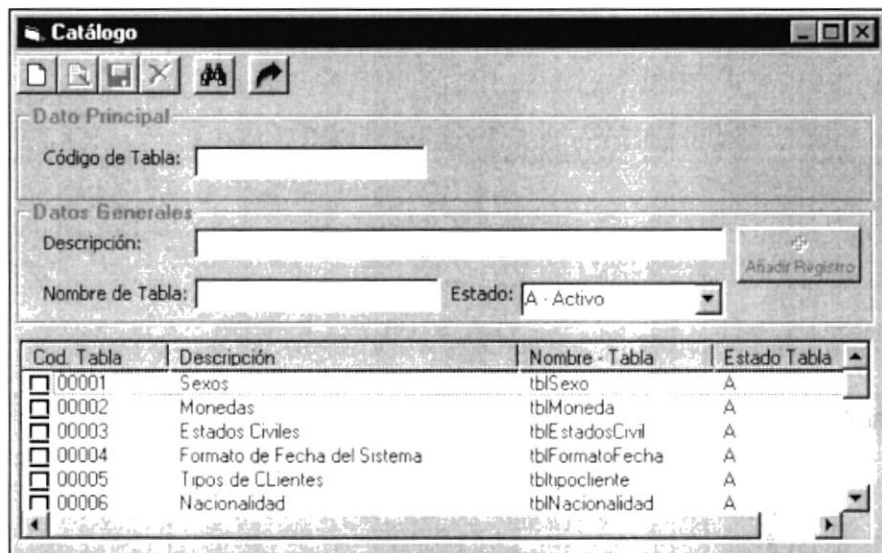 Catálogo
Dato Principal
Código de Tabla:
Datos Generales
Descripción:
Añadir Registro
Nombre de Tabla: Estado: A - Activo
Cod. Tabla Descripción Nombre - Tabla Estado Tabla
00001 Sexos tblSexo A
00002 Monedas tblMoneda A
00003 Estados Civiles tblEstadosCivil A
00004 Formato de Fecha del Sistema tblFormatoFecha A
00005 Tipos de CLientes tbltipocliente A
00006 Nacionalidad tblNacionalidad A